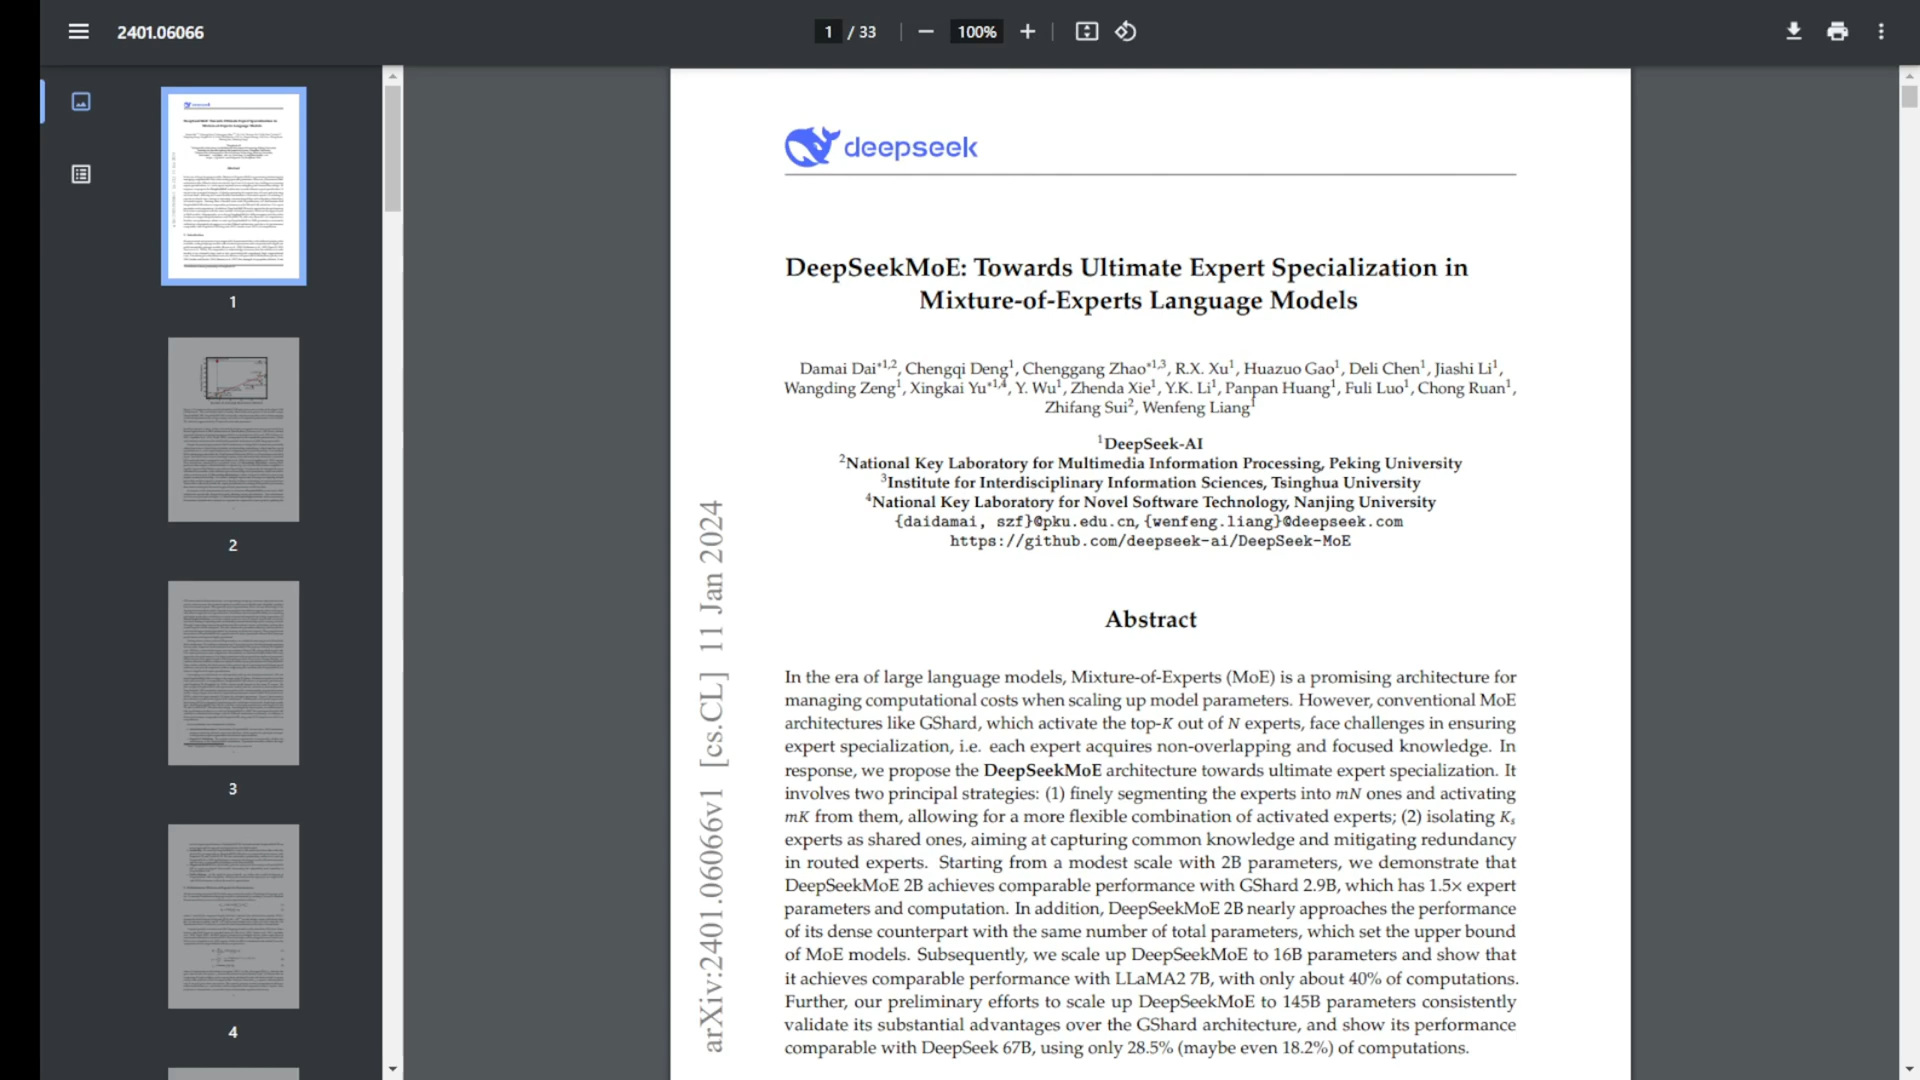 2401.06066
1 / 33
100%
1
2
3
4
deepseek
DeepSeekMoE: Towards Ultimate Expert Specialization in
Mixture-of-Experts Language Models
Damai Dai*1,2, Chengqi Deng1, Chenggang Zhao*1,3, R.X. Xu1, Huazuo Gao1, Deli Chen1, Jiashi Li1,
Wangding Zeng1, Xingkai Yu*1,4, Y. Wu1, Zhenda Xie1, Y.K. Li1, Panpan Huang1, Fuli Luo1, Chong Ruan1,
Zhifang Sui2, Wenfeng Liang1
1DeepSeek-AI
2National Key Laboratory for Multimedia Information Processing, Peking University
3Institute for Interdisciplinary Information Sciences, Tsinghua University
4National Key Laboratory for Novel Software Technology, Nanjing University
{daidamai, szf}@pku.edu.cn, {wenfeng.liang}@deepseek.com
https://github.com/deepseek-ai/DeepSeek-MoE
arXiv:2401.06066v1 [cs.CL] 11 Jan 2024
Abstract
In the era of large language models, Mixture-of-Experts (MoE) is a promising architecture for
managing computational costs when scaling up model parameters. However, conventional MoE
architectures like GShard, which activate the top-K out of N experts, face challenges in ensuring
expert specialization, i.e. each expert acquires non-overlapping and focused knowledge. In
response, we propose the DeepSeekMoE architecture towards ultimate expert specialization. It
involves two principal strategies: (1) finely segmenting the experts into mN ones and activating
mK from them, allowing for a more flexible combination of activated experts; (2) isolating Ks
experts as shared ones, aiming at capturing common knowledge and mitigating redundancy
in routed experts. Starting from a modest scale with 2B parameters, we demonstrate that
DeepSeekMoE 2B achieves comparable performance with GShard 2.9B, which has 1.5× expert
parameters and computation. In addition, DeepSeekMoE 2B nearly approaches the performance
of its dense counterpart with the same number of total parameters, which set the upper bound
of MoE models. Subsequently, we scale up DeepSeekMoE to 16B parameters and show that
it achieves comparable performance with LLaMA2 7B, with only about 40% of computations.
Further, our preliminary efforts to scale up DeepSeekMoE to 145B parameters consistently
validate its substantial advantages over the GShard architecture, and show its performance
comparable with DeepSeek 67B, using only 28.5% (maybe even 18.2%) of computations.